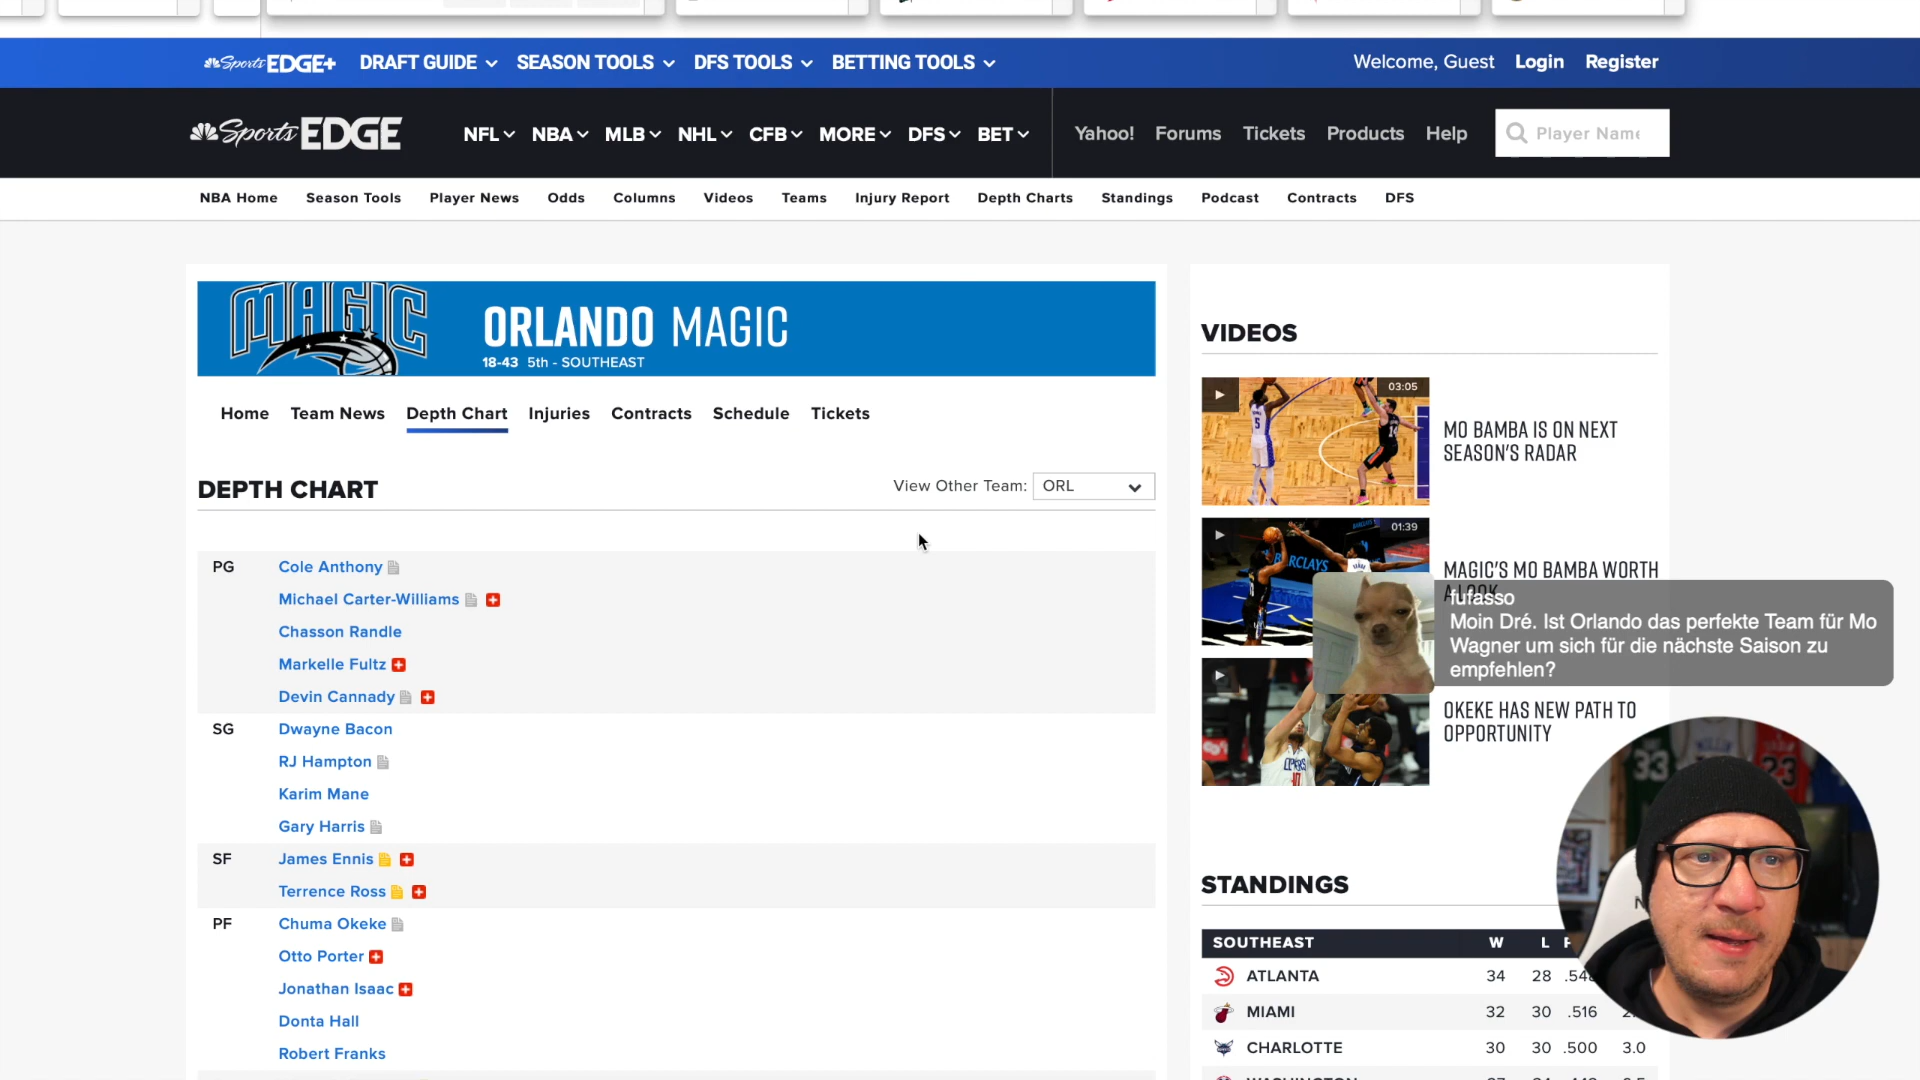 Sports EDGE+ DRAFT GUIDE SEASON TOOLS DFS TOOLS BETTING TOOLS Welcome, Guest Login Register
Sports EDGE NFL NBA MLB NHL CFB MORE DFS BET Yahoo! Forums Tickets Products Help Player Name
NBA Home Season Tools Player News Odds Columns Videos Teams Injury Report Depth Charts Standings Podcast Contracts DFS
MAGIC
ORLANDO MAGIC
18-43 5th - SOUTHEAST
Home Team News Depth Chart Injuries Contracts Schedule Tickets
DEPTH CHART
View Other Team: ORL
PG Cole Anthony
Michael Carter-Williams
Chasson Randle
Markelle Fultz
Devin Cannady
SG Dwayne Bacon
RJ Hampton
Karim Mane
Gary Harris
SF James Ennis
Terrence Ross
PF Chuma Okeke
Otto Porter
Jonathan Isaac
Donta Hall
Robert Franks
VIDEOS
03:05
MO BAMBA IS ON NEXT
SEASON'S RADAR
01:39
MAGIC'S MO BAMBA WORTH
A LOOK
fufasso
Moin Dré. Ist Orlando das perfekte Team für Mo
Wagner um sich für die nächste Saison zu
empfehlen?
OKEKE HAS NEW PATH TO
OPPORTUNITY
STANDINGS
SOUTHEAST W L
ATLANTA 34 28
MIAMI 32 30 .516
CHARLOTTE 30 30 .500 3.0
33
23